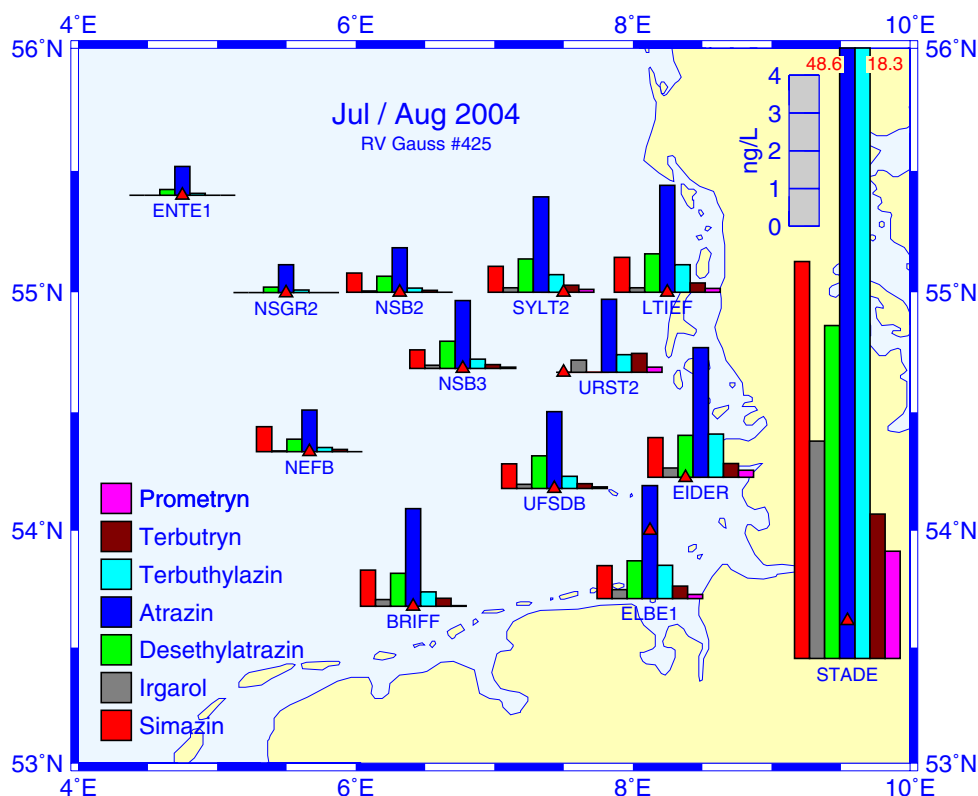 4°E 6°E 8°E 10°E
56°N 56°N
48.6 18.3
Jul / Aug 2004
RV Gauss #425
ng/L
4
3
2
1
0
ENTE1
55°N 55°N
NSGR2 NSB2 SYLT2 LTIEF
NSB3 URST2
NEFB
UFSDB EIDER
54°N 54°N
BRIFF ELBE1
STADE
Prometryn
Terbutryn
Terbuthylazin
Atrazin
Desethylatrazin
Irgarol
Simazin
53°N 53°N
4°E 6°E 8°E 10°E